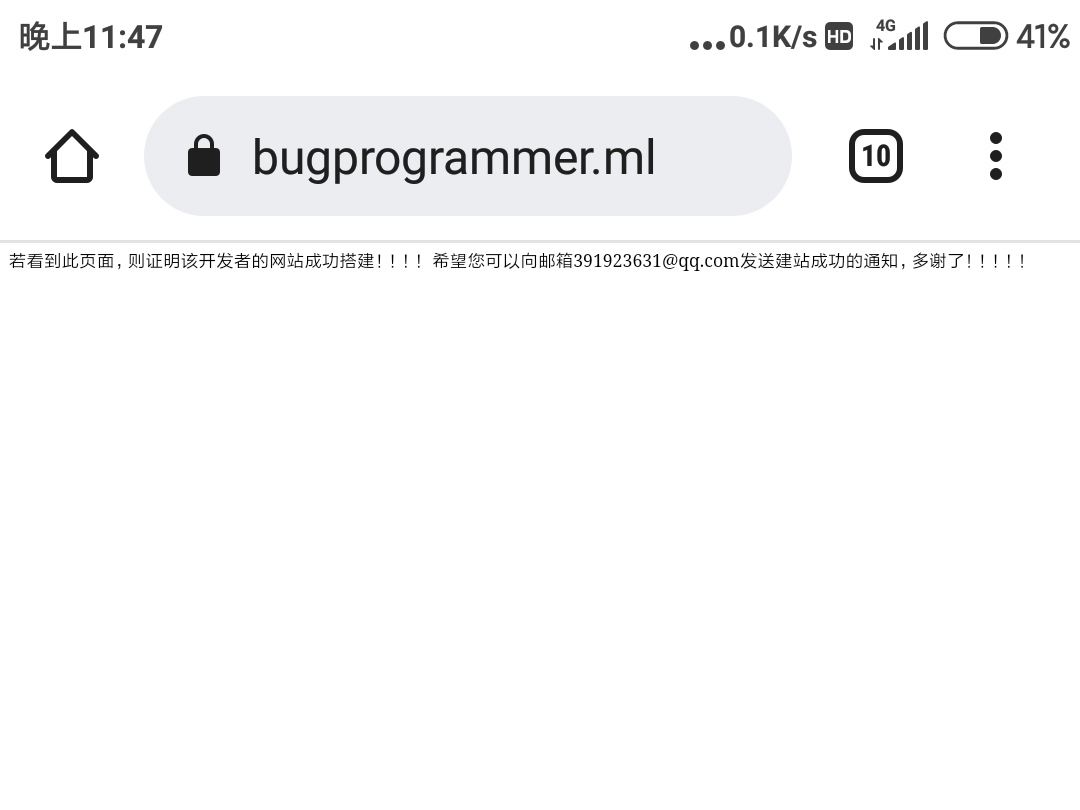 晚上11:47 ...0.1K/s HD 4G 41%
bugprogrammer.ml 10
若看到此页面，则证明该开发者的网站成功搭建！！！！ 希望您可以向邮箱391923631@qq.com发送建站成功的通知，多谢了！！！！！